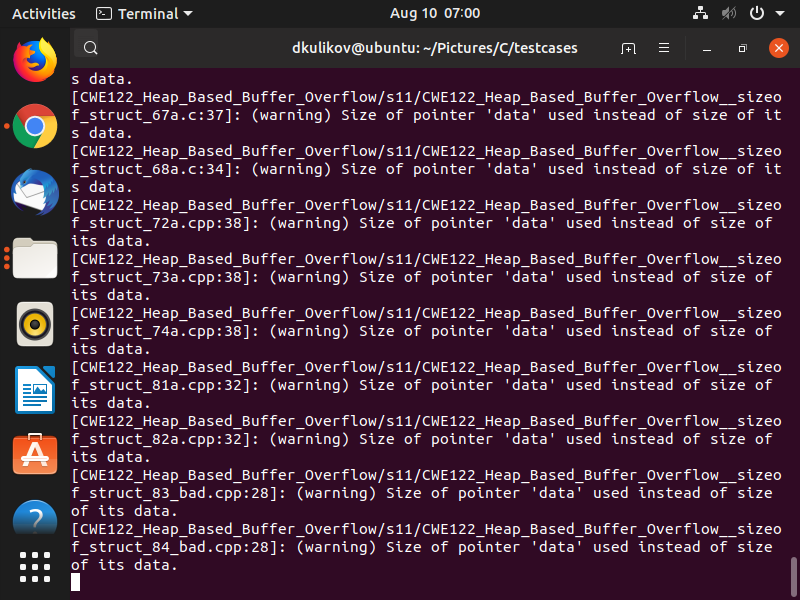 Activities Terminal Aug 10 07:00
dkulikov@ubuntu: ~/Pictures/C/testcases
s data.
[CWE122_Heap_Based_Buffer_Overflow/s11/CWE122_Heap_Based_Buffer_Overflow__sizeo
f_struct_67a.c:37]: (warning) Size of pointer 'data' used instead of size of it
s data.
[CWE122_Heap_Based_Buffer_Overflow/s11/CWE122_Heap_Based_Buffer_Overflow__sizeo
f_struct_68a.c:34]: (warning) Size of pointer 'data' used instead of size of it
s data.
[CWE122_Heap_Based_Buffer_Overflow/s11/CWE122_Heap_Based_Buffer_Overflow__sizeo
f_struct_72a.cpp:38]: (warning) Size of pointer 'data' used instead of size of
its data.
[CWE122_Heap_Based_Buffer_Overflow/s11/CWE122_Heap_Based_Buffer_Overflow__sizeo
f_struct_73a.cpp:38]: (warning) Size of pointer 'data' used instead of size of
its data.
[CWE122_Heap_Based_Buffer_Overflow/s11/CWE122_Heap_Based_Buffer_Overflow__sizeo
f_struct_74a.cpp:38]: (warning) Size of pointer 'data' used instead of size of
its data.
[CWE122_Heap_Based_Buffer_Overflow/s11/CWE122_Heap_Based_Buffer_Overflow__sizeo
f_struct_81a.cpp:32]: (warning) Size of pointer 'data' used instead of size of
its data.
[CWE122_Heap_Based_Buffer_Overflow/s11/CWE122_Heap_Based_Buffer_Overflow__sizeo
f_struct_82a.cpp:32]: (warning) Size of pointer 'data' used instead of size of
its data.
[CWE122_Heap_Based_Buffer_Overflow/s11/CWE122_Heap_Based_Buffer_Overflow__sizeo
f_struct_83_bad.cpp:28]: (warning) Size of pointer 'data' used instead of size
of its data.
[CWE122_Heap_Based_Buffer_Overflow/s11/CWE122_Heap_Based_Buffer_Overflow__sizeo
f_struct_84_bad.cpp:28]: (warning) Size of pointer 'data' used instead of size
of its data.